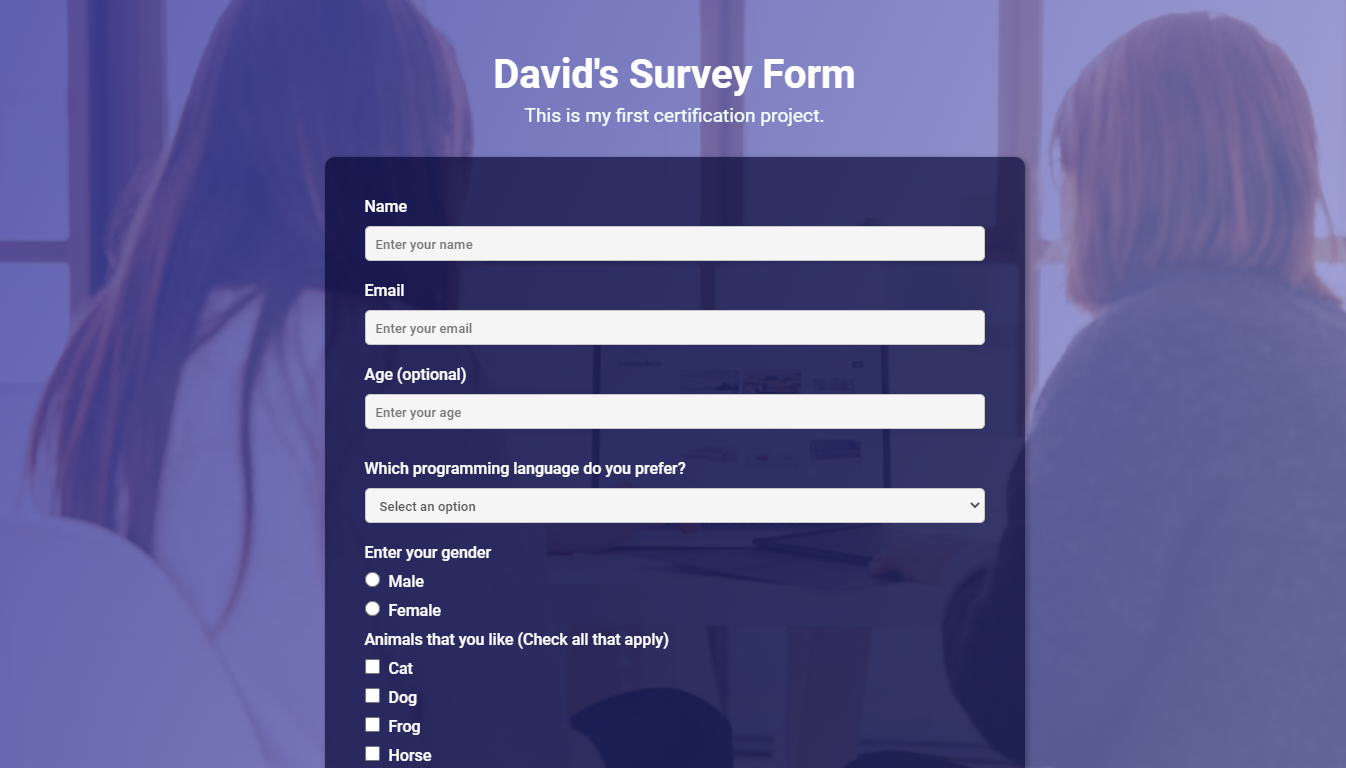 David's Survey Form
This is my first certification project.
Name
Enter your name
Email
Enter your email
Age (optional)
Enter your age
Which programming language do you prefer?
Select an option
Enter your gender
Male
Female
Animals that you like (Check all that apply)
Cat
Dog
Frog
Horse